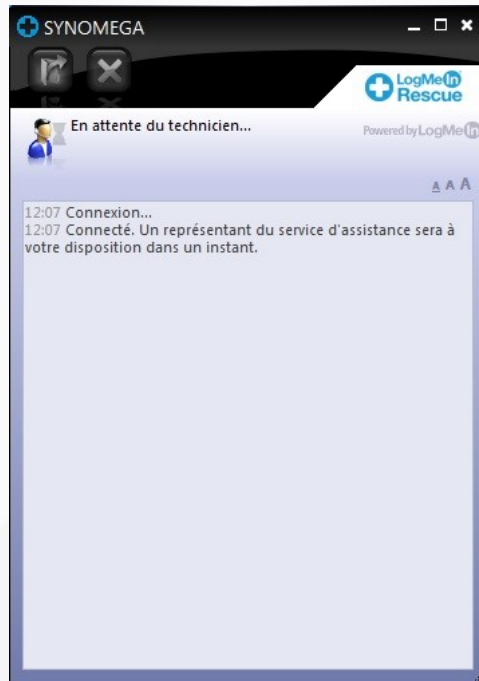 SYNOMEGA
LogMeIn
Rescue
En attente du technicien...
Powered by LogMeIn
A A A
12:07 Connexion...
12:07 Connecté. Un représentant du service d'assistance sera à
votre disposition dans un instant.